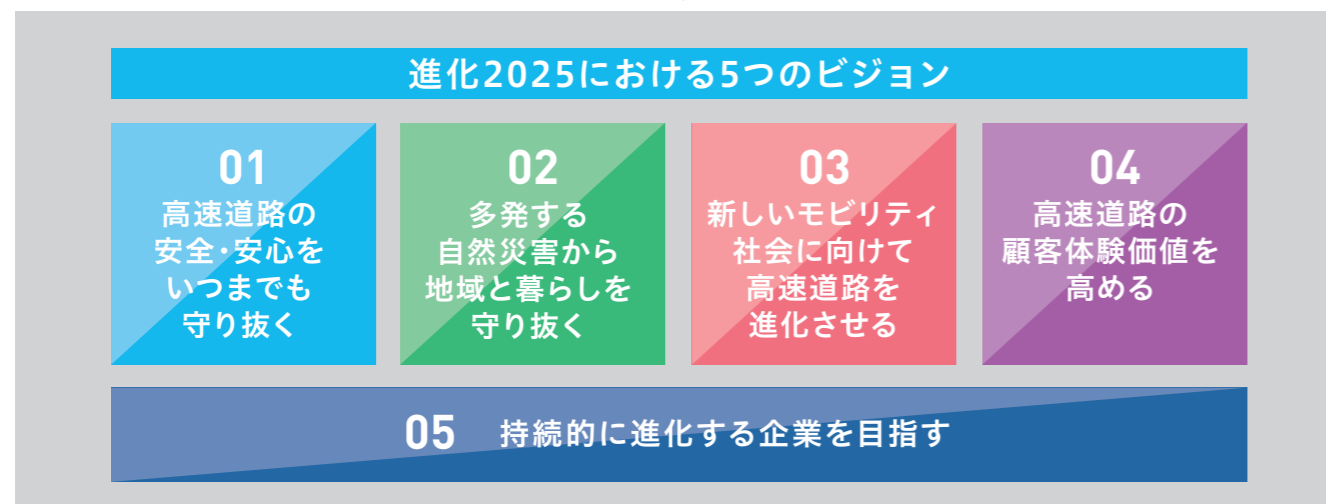 進化2025における5つのビジョン
01
高速道路の
安全・安心を
いつまでも
守り抜く
02
多発する
自然災害から
地域と暮らしを
守り抜く
03
新しいモビリティ
社会に向けて
高速道路を
進化させる
04
高速道路の
顧客体験価値を
高める
05 持続的に進化する企業を目指す